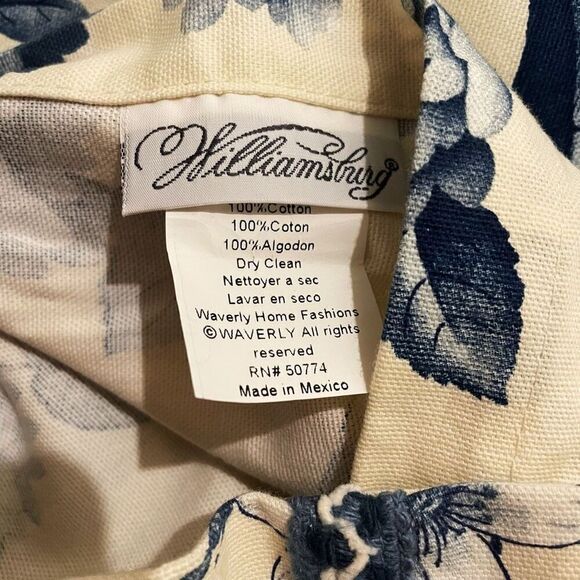 Williamsburg®
100%Cotton
100%Coton
100%Algodon
Dry Clean
Nettoyer a sec
Lavar en seco
Waverly Home Fashions
©WAVERLY All rights
reserved
RN# 50774
Made in Mexico